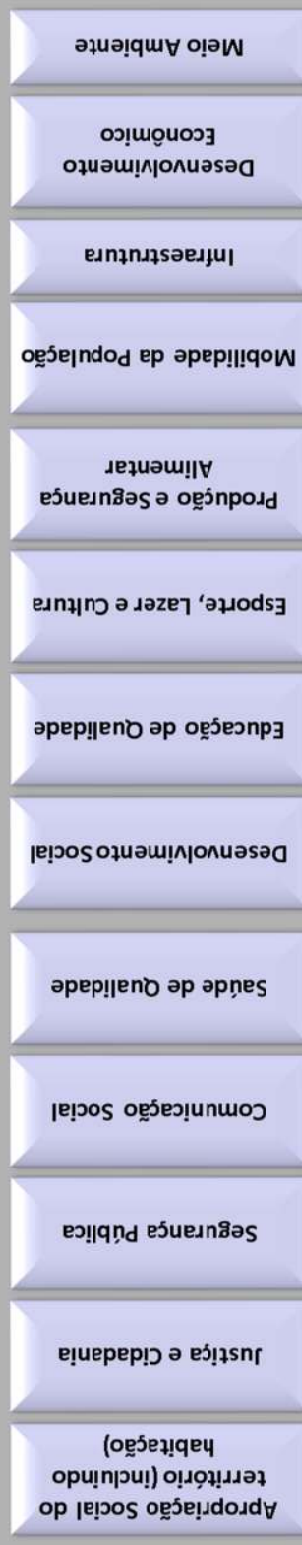 Apropriação Social do
território (incluindo
habitação)
Justiça e Cidadania
Segurança Pública
Comunicação Social
Saúde de Qualidade
Desenvolvimento Social
Educação de Qualidade
Esporte, Lazer e Cultura
Produção e Segurança
Alimentar
Mobilidade da População
Infraestrutura
Desenvolvimento
Econômico
Meio Ambiente